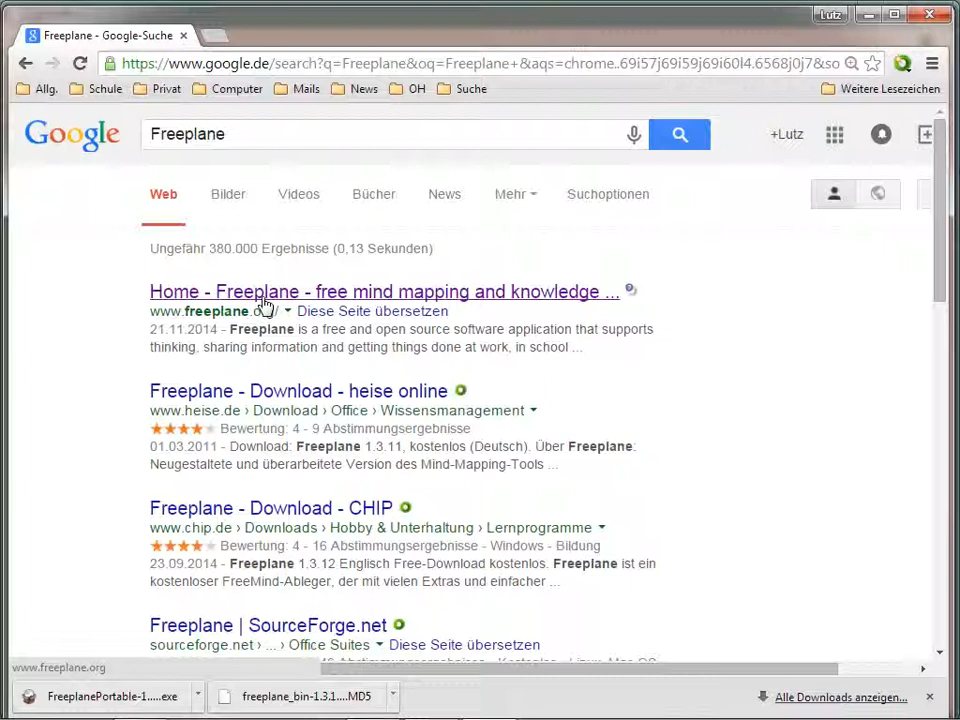 Lutz
Freeplane - Google-Suche
https://www.google.de/search?q=Freeplane&oq=Freeplane+&aqs=chrome..69i57j69i59j69i60l4.6568j0j7&so
Allg. Schule Privat Computer Mails News OH Suche Weitere Lesezeichen
Google Freeplane +Lutz
Web Bilder Videos Bücher News Mehr Suchoptionen
Ungefähr 380.000 Ergebnisse (0,13 Sekunden)
Home - Freeplane - free mind mapping and knowledge ...
www.freeplane.org/ Diese Seite übersetzen
21.11.2014 - Freeplane is a free and open source software application that supports
thinking, sharing information and getting things done at work, in school ...
Freeplane - Download - heise online
www.heise.de › Download › Office › Wissensmanagement
Bewertung: 4 - 9 Abstimmungsergebnisse
01.03.2011 - Download: Freeplane 1.3.11, kostenlos (Deutsch). Über Freeplane:
Neugestaltete und überarbeitete Version des Mind-Mapping-Tools ...
Freeplane - Download - CHIP
www.chip.de › Downloads › Hobby & Unterhaltung › Lernprogramme
Bewertung: 4 - 16 Abstimmungsergebnisse - Windows - Bildung
23.09.2014 - Freeplane 1.3.12 Englisch Free-Download kostenlos. Freeplane ist ein
kostenloser FreeMind-Ableger, der mit vielen Extras und einfacher ...
Freeplane | SourceForge.net
sourceforge.net › ... › Office Suites Diese Seite übersetzen
www.freeplane.org
FreeplanePortable-1.....exe freeplane_bin-1.3.1....MD5 Alle Downloads anzeigen...